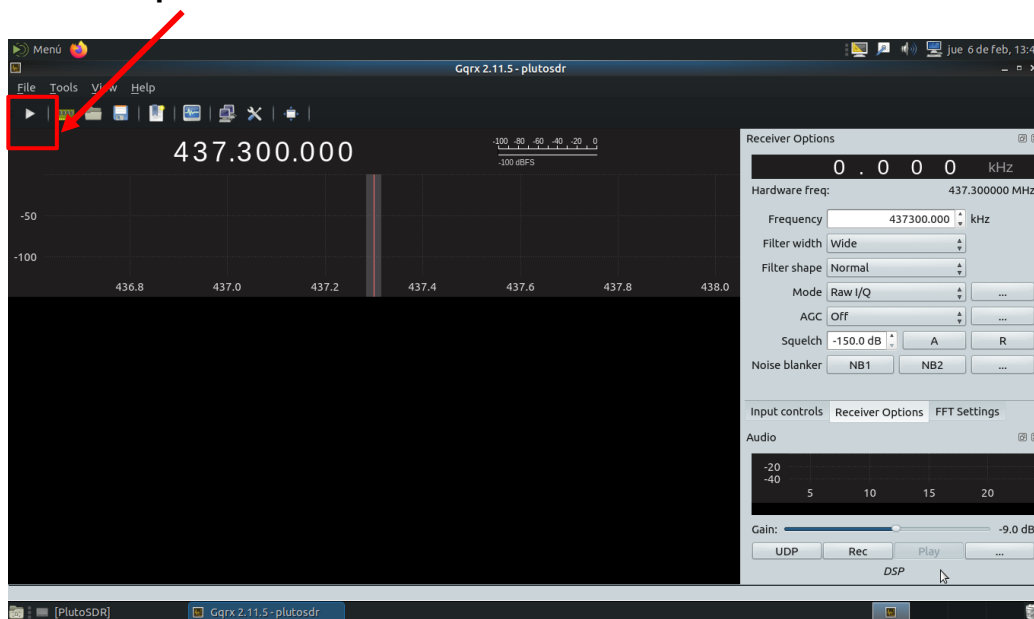 Menú
jue 6 de feb, 13:4
Gqrx 2.11.5 - plutosdr
File Tools View Help
437.300.000
-100 -80 -60 -40 -20 0
-100 dBFS
-50
-100
436.8 437.0 437.2 437.4 437.6 437.8 438.0
Receiver Options
0.000 kHz
Hardware freq: 437.300000 MHz
Frequency 437300.000 kHz
Filter width Wide
Filter shape Normal
Mode Raw I/Q ...
AGC Off ...
Squelch -150.0 dB A R
Noise blanker NB1 NB2 ...
Input controls Receiver Options FFT Settings
Audio
-20
-40
5 10 15 20
Gain: -9.0 dB
UDP Rec Play ...
DSP
[PlutoSDR] Gqrx 2.11.5 - plutosdr